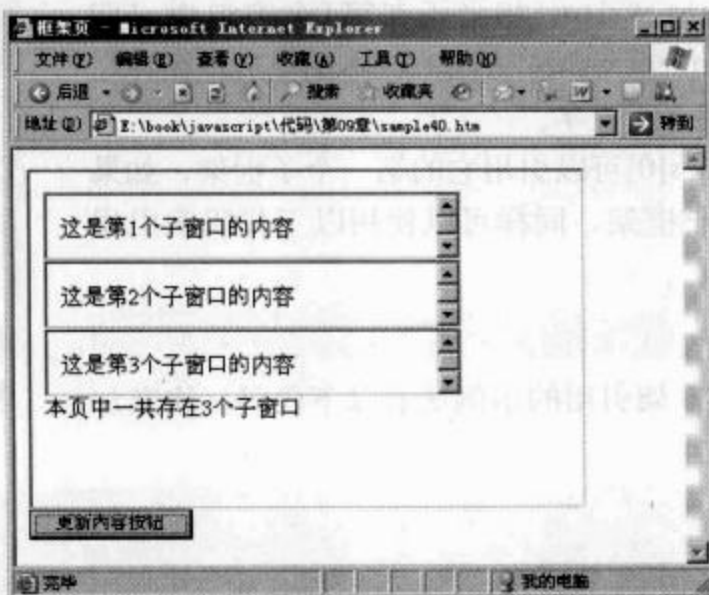 框架页 - Microsoft Internet Explorer
文件(F) 编辑(E) 查看(V) 收藏(A) 工具(T) 帮助(H)
后退 搜索 收藏夹
地址(D) E:\book\javascript\代码\第09章\sample40.htm 转到
这是第1个子窗口的内容
这是第2个子窗口的内容
这是第3个子窗口的内容
本页中一共存在3个子窗口
更新内容按钮
完毕 我的电脑